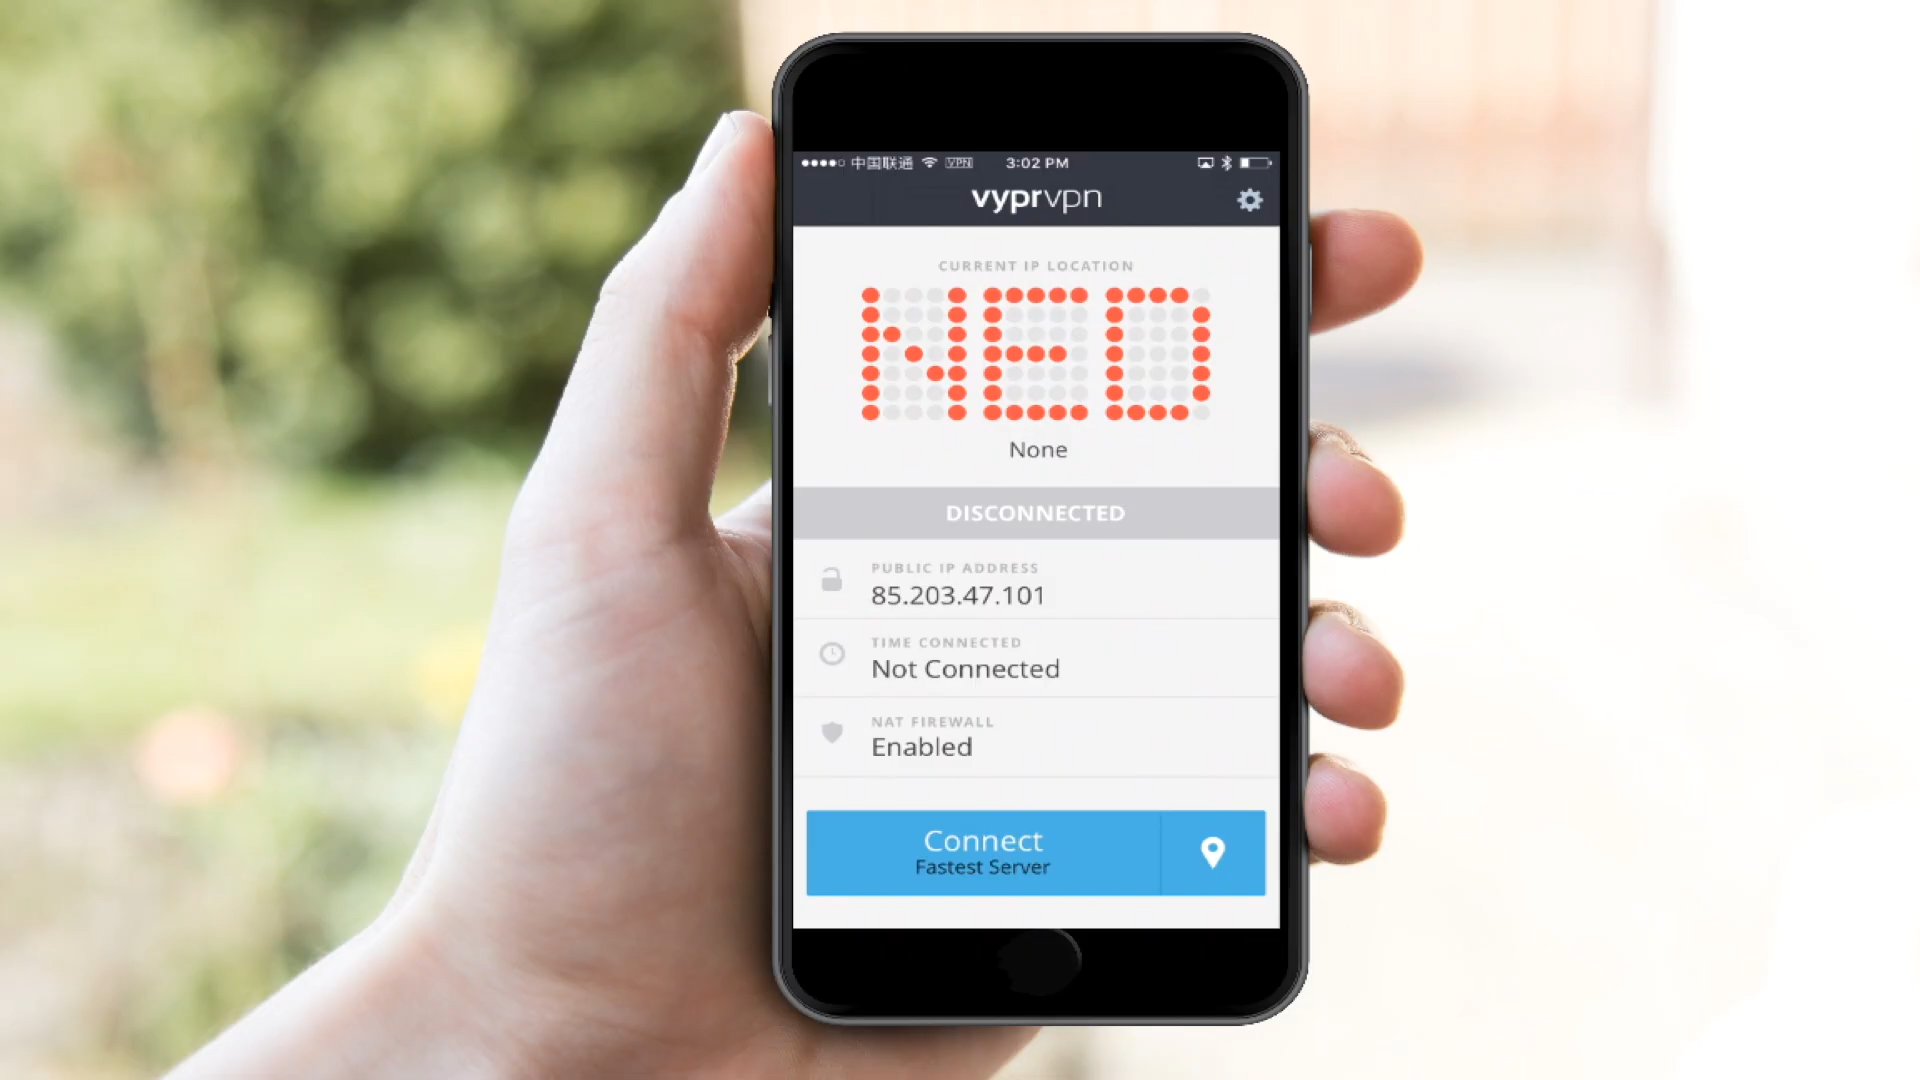 中国联通 VPN 3:02 PM
vyprvpn
CURRENT IP LOCATION
NED
None
DISCONNECTED
PUBLIC IP ADDRESS
85.203.47.101
TIME CONNECTED
Not Connected
NAT FIREWALL
Enabled
Connect
Fastest Server